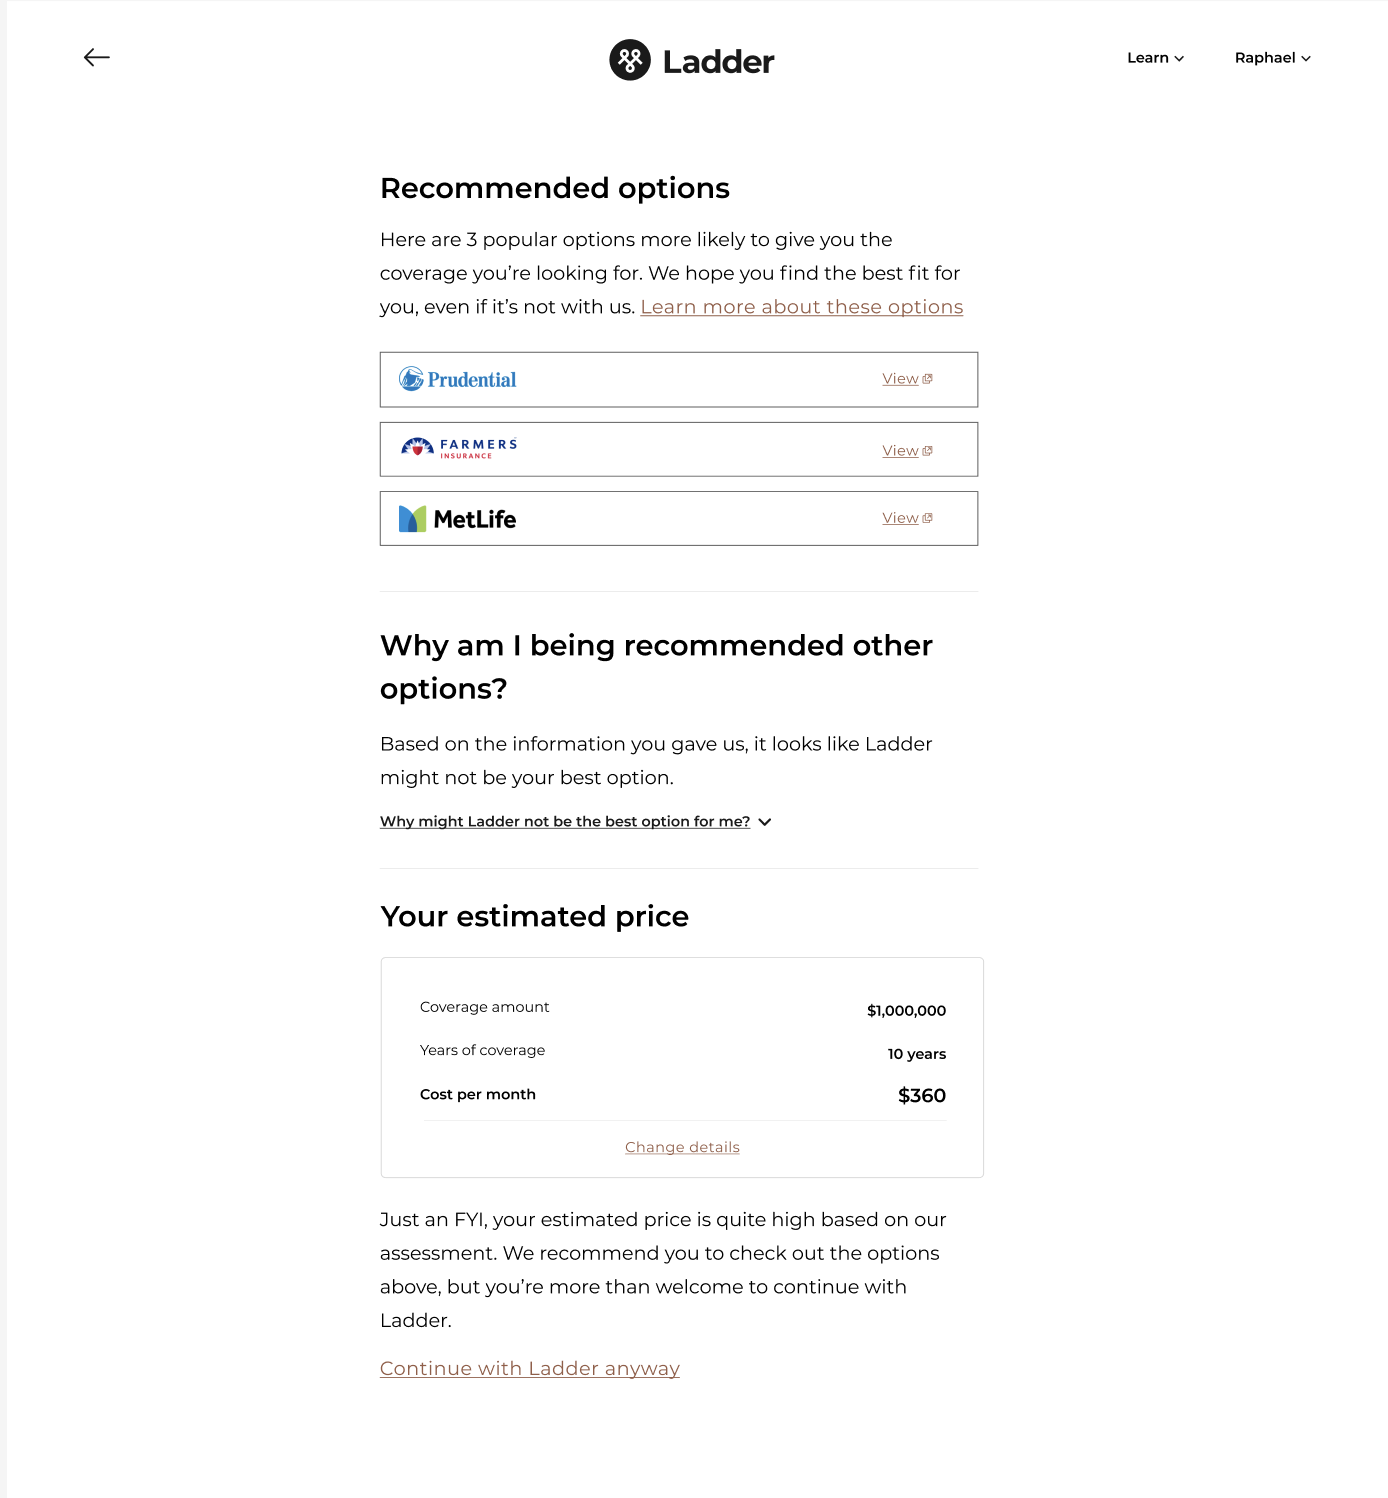 Ladder
Learn
Raphael
Recommended options
Here are 3 popular options more likely to give you the
coverage you’re looking for. We hope you find the best fit for
you, even if it’s not with us. Learn more about these options
Prudential
View
FARMERS
INSURANCE
View
MetLife
View
Why am I being recommended other
options?
Based on the information you gave us, it looks like Ladder
might not be your best option.
Why might Ladder not be the best option for me?
Your estimated price
Coverage amount $1,000,000
Years of coverage 10 years
Cost per month $360
Change details
Just an FYI, your estimated price is quite high based on our
assessment. We recommend you to check out the options
above, but you’re more than welcome to continue with
Ladder.
Continue with Ladder anyway